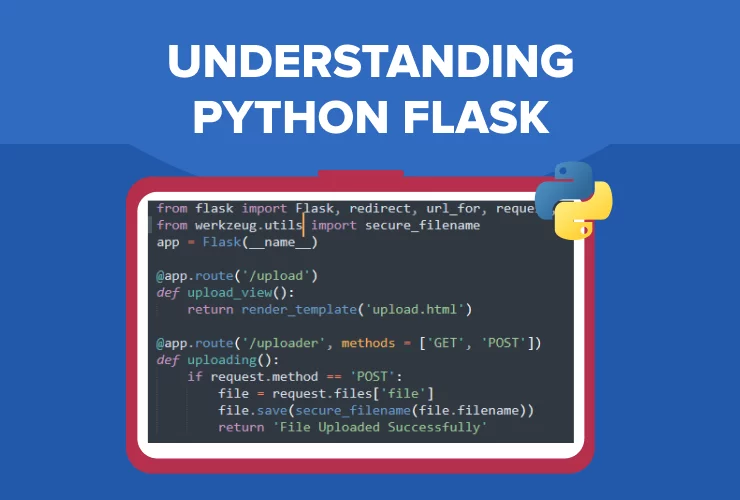 UNDERSTANDING
PYTHON FLASK
from flask import Flask, redirect, url_for,
from werkzeug.utils import secure_filename
app = Flask(__name__)
@app.route('/upload')
def upload_view():
return render_template('upload.html')
@app.route('/uploader', methods = ['GET', 'POST'])
def uploading():
if request.method == 'POST':
file = request.files['file']
file.save(secure_filename(file.filename))
return 'File Uploaded Successfully'